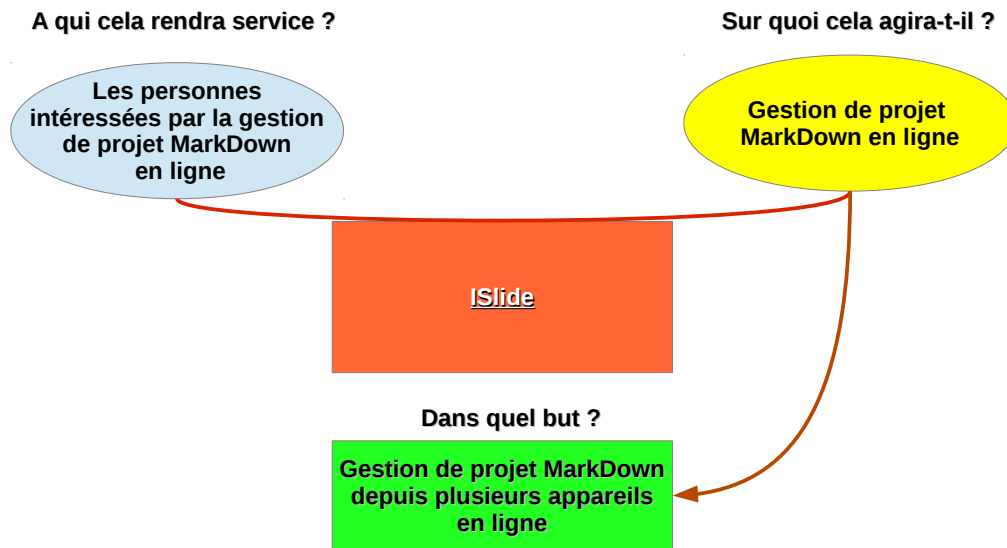 A qui cela rendra service ?
Sur quoi cela agira-t-il ?
Les personnes
intéressées par la gestion
de projet MarkDown
en ligne
Gestion de projet
MarkDown en ligne
ISlide
Dans quel but ?
Gestion de projet MarkDown
depuis plusieurs appareils
en ligne